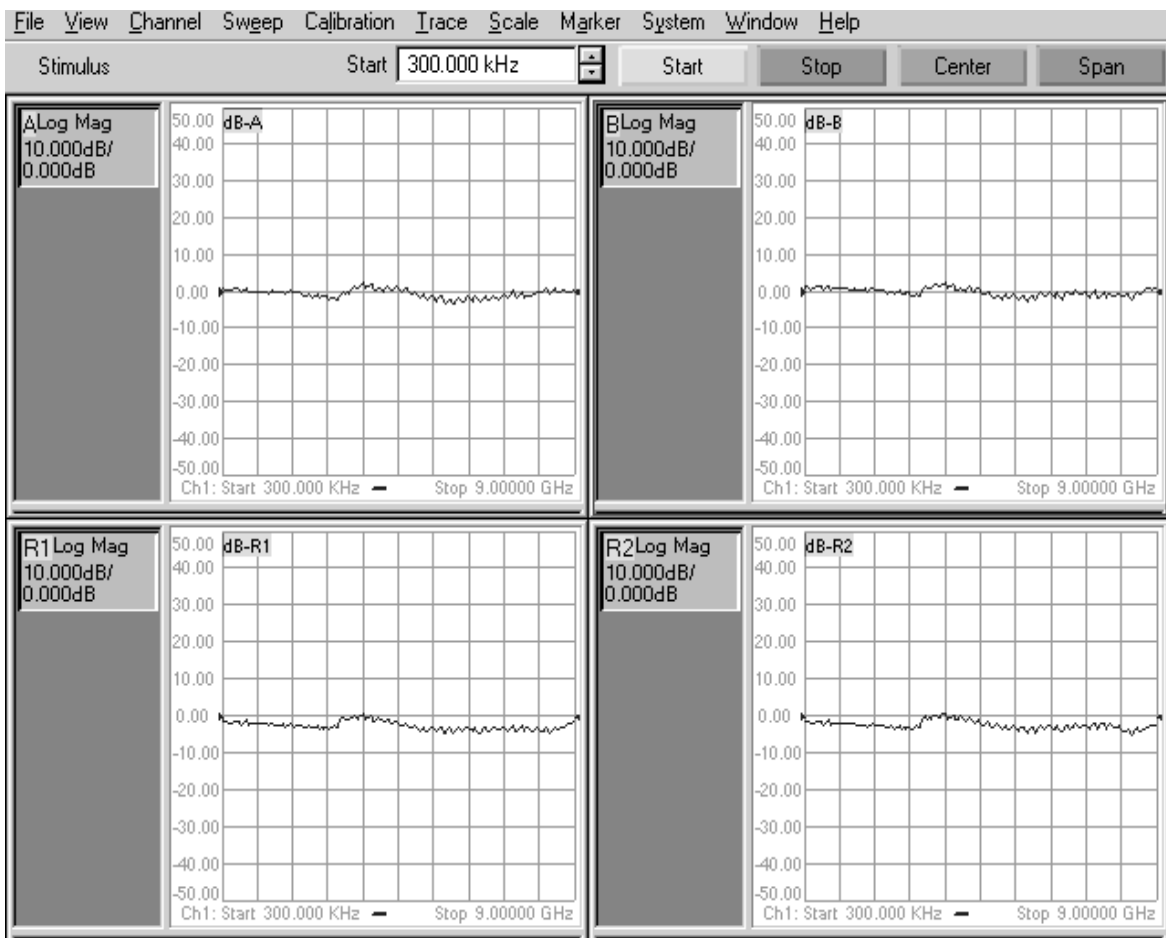 File View Channel Sweep Calibration Trace Scale Marker System Window Help
Stimulus Start 300.000 kHz Start Stop Center Span
ALog Mag
10.000dB/
0.000dB
50.00 dB-A
40.00
30.00
20.00
10.00
0.00
-10.00
-20.00
-30.00
-40.00
-50.00
Ch1: Start 300.000 KHz Stop 9.00000 GHz
BLog Mag
10.000dB/
0.000dB
50.00 dB-B
40.00
30.00
20.00
10.00
0.00
-10.00
-20.00
-30.00
-40.00
-50.00
Ch1: Start 300.000 KHz Stop 9.00000 GHz
R1Log Mag
10.000dB/
0.000dB
50.00 dB-R1
40.00
30.00
20.00
10.00
0.00
-10.00
-20.00
-30.00
-40.00
-50.00
Ch1: Start 300.000 KHz Stop 9.00000 GHz
R2Log Mag
10.000dB/
0.000dB
50.00 dB-R2
40.00
30.00
20.00
10.00
0.00
-10.00
-20.00
-30.00
-40.00
-50.00
Ch1: Start 300.000 KHz Stop 9.00000 GHz